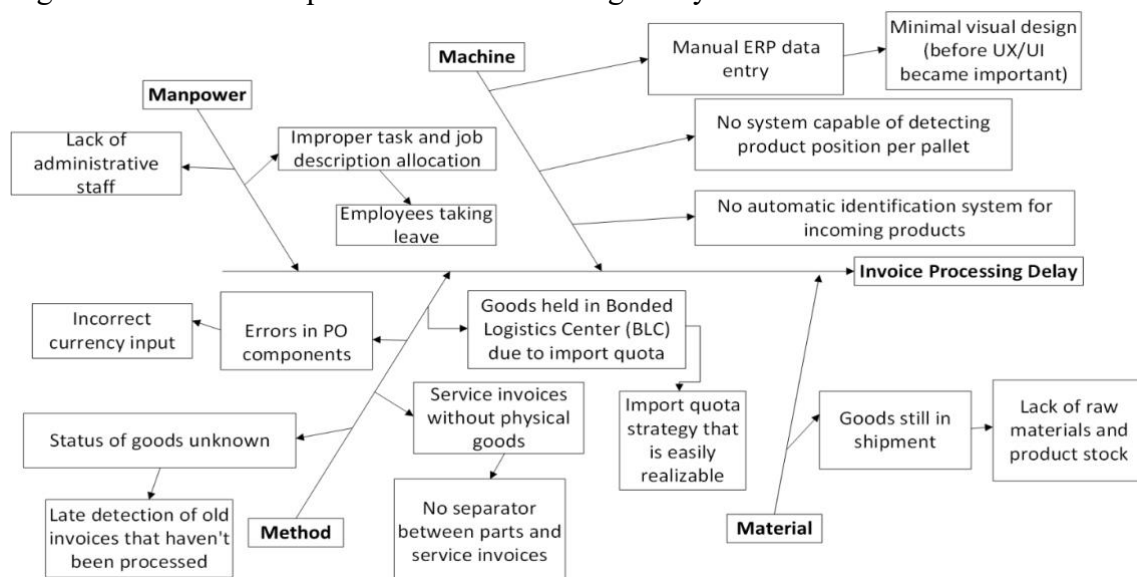 Machine
Manual ERP data
entry
Minimal visual design
(before UX/UI
became important)
Manpower
Lack of
administrative
staff
Improper task and job
description allocation
Employees taking
leave
No system capable of detecting
product position per pallet
No automatic identification system for
incoming products
Invoice Processing Delay
Incorrect
currency input
Errors in PO
components
Goods held in Bonded
Logistics Center (BLC)
due to import quota
Import quota
strategy that
is easily
realizable
Service invoices
without physical
goods
No separator
between parts and
service invoices
Status of goods unknown
Late detection of old
invoices that haven't
been processed
Method
Goods still in
shipment
Lack of raw
materials and
product stock
Material